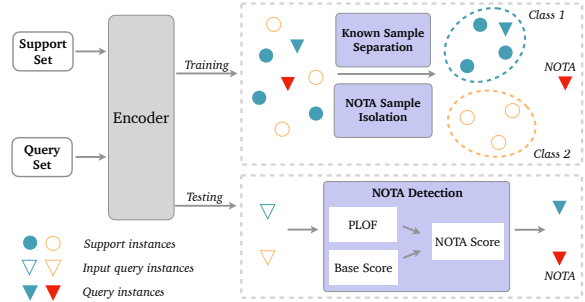 Support
Set
Query
Set
Encoder
Training
Testing
Known Sample
Separation
NOTA Sample
Isolation
Class 1
NOTA
Class 2
NOTA Detection
PLOF
Base Score
NOTA Score
NOTA
Support instances
Input query instances
Query instances